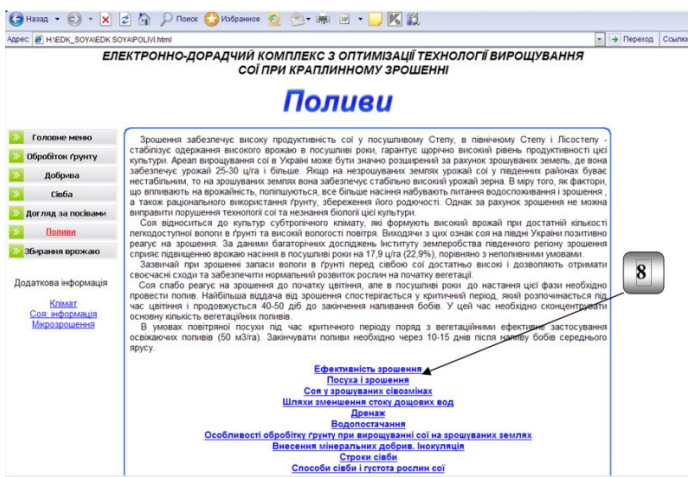 Назад
Поиск
Избранное
Адрес: H:\EDK_SOYA\EDK SOYA\POLIVI.html
Переход
Ссылки
ЕЛЕКТРОННО-ДОРАДЧИЙ КОМПЛЕКС З ОПТИМІЗАЦІЇ ТЕХНОЛОГІЇ ВИРОЩУВАННЯ
СОЇ ПРИ КРАПЛИННОМУ ЗРОШЕННІ
Поливи
Головне меню
Обробіток ґрунту
Добрива
Сівба
Догляд за посівами
Поливи
Збирання врожаю
Додаткова інформація
Клімат
Соя: інформація
Мікрозрошення
Зрошення забезпечує високу продуктивність сої у посушливому Степу, в північному Степу і Лісостепу -
стабілізує одержання високого врожаю в посушливі роки, гарантує щорічно високий рівень продуктивності цієї
культури. Ареал вирощування сої в Україні може бути значно розширений за рахунок зрошуваних земель, де вона
забезпечує урожай 25-30 ц/га і більше. Якщо на незрошуваних землях урожай сої у південних районах буває
нестабільним, то на зрошуваних землях вона забезпечує стабільно високий урожай зерна. В міру того, як фактори,
що впливають на врожайність, поліпшуються, все більше насіння набувають питання водоспоживання і зрошення ,
а також раціонального використання ґрунту, збереження його родючості. Однак за рахунок зрошення не можна
виправити порушення технології сої та незнання біології цієї культури.
Соя відноситься до культур субтропічного клімату, які формують високий врожай при достатній кількості
легкодоступної вологи в ґрунті та високій вологості повітря. Виходячи з цих ознак соя на півдні України позитивно
реагує на зрошення. За даними багаторічних досліджень Інституту землеробства південного регіону зрошення
сприяє підвищенню врожаю насіння в посушливі роки на 17,9 ц/га (22,9%), порівняно з неполивними умовами.
Зазвичай при зрошенні запаси вологи в ґрунті перед сівбою сої достатньо високі і дозволяють отримати
своєчасні сходи та забезпечити нормальний розвиток рослин на початку вегетації.
Соя слабо реагує на зрошення до початку цвітіння, але в посушливі роки до настання цієї фази необхідно
провести полив. Найбільша віддача від зрошення спостерігається у критичний період, який розпочинається під
час цвітіння і продовжується 40-50 діб до закінчення наливання бобів. У цей час необхідно сконцентрувати
основну кількість вегетаційних поливів.
В умовах повітряної посухи під час критичного періоду поряд з вегетаційними ефективне застосування
освіжаючих поливів (50 м3/га). Закінчувати поливи необхідно через 10-15 днів після наливу бобів середнього
ярусу.
8
Ефективність зрошення
Посуха і зрошення
Соя у зрошуваних сівозмінах
Шляхи зменшення стоку дощових вод
Дренаж
Водопостачання
Особливості обробітку ґрунту при вирощуванні сої на зрошуваних землях
Внесення мінеральних добрив. Інокуляція
Строки сівби
Способи сівби і густота рослин сої